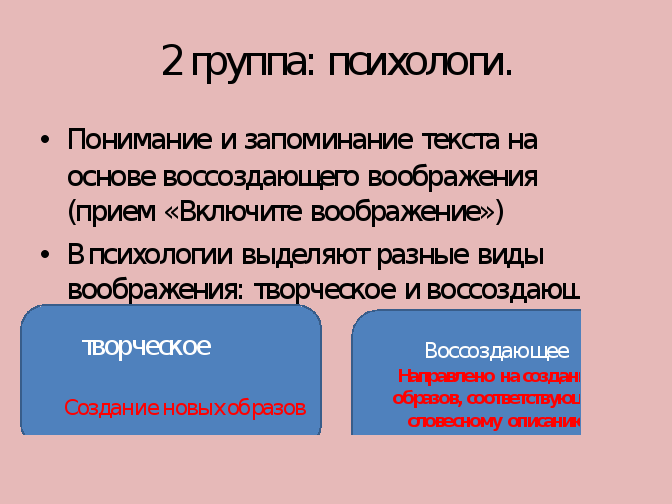 2 группа: психологи.
• Понимание и запоминание текста на
основе воссоздающего воображения
(прием «Включите воображение»)
• В психологии выделяют разные виды
воображения: творческое и воссоздающ
творческое
Создание новых образов
Воссоздающее
Направлено на создани
образов, соответствующ
словесному описани